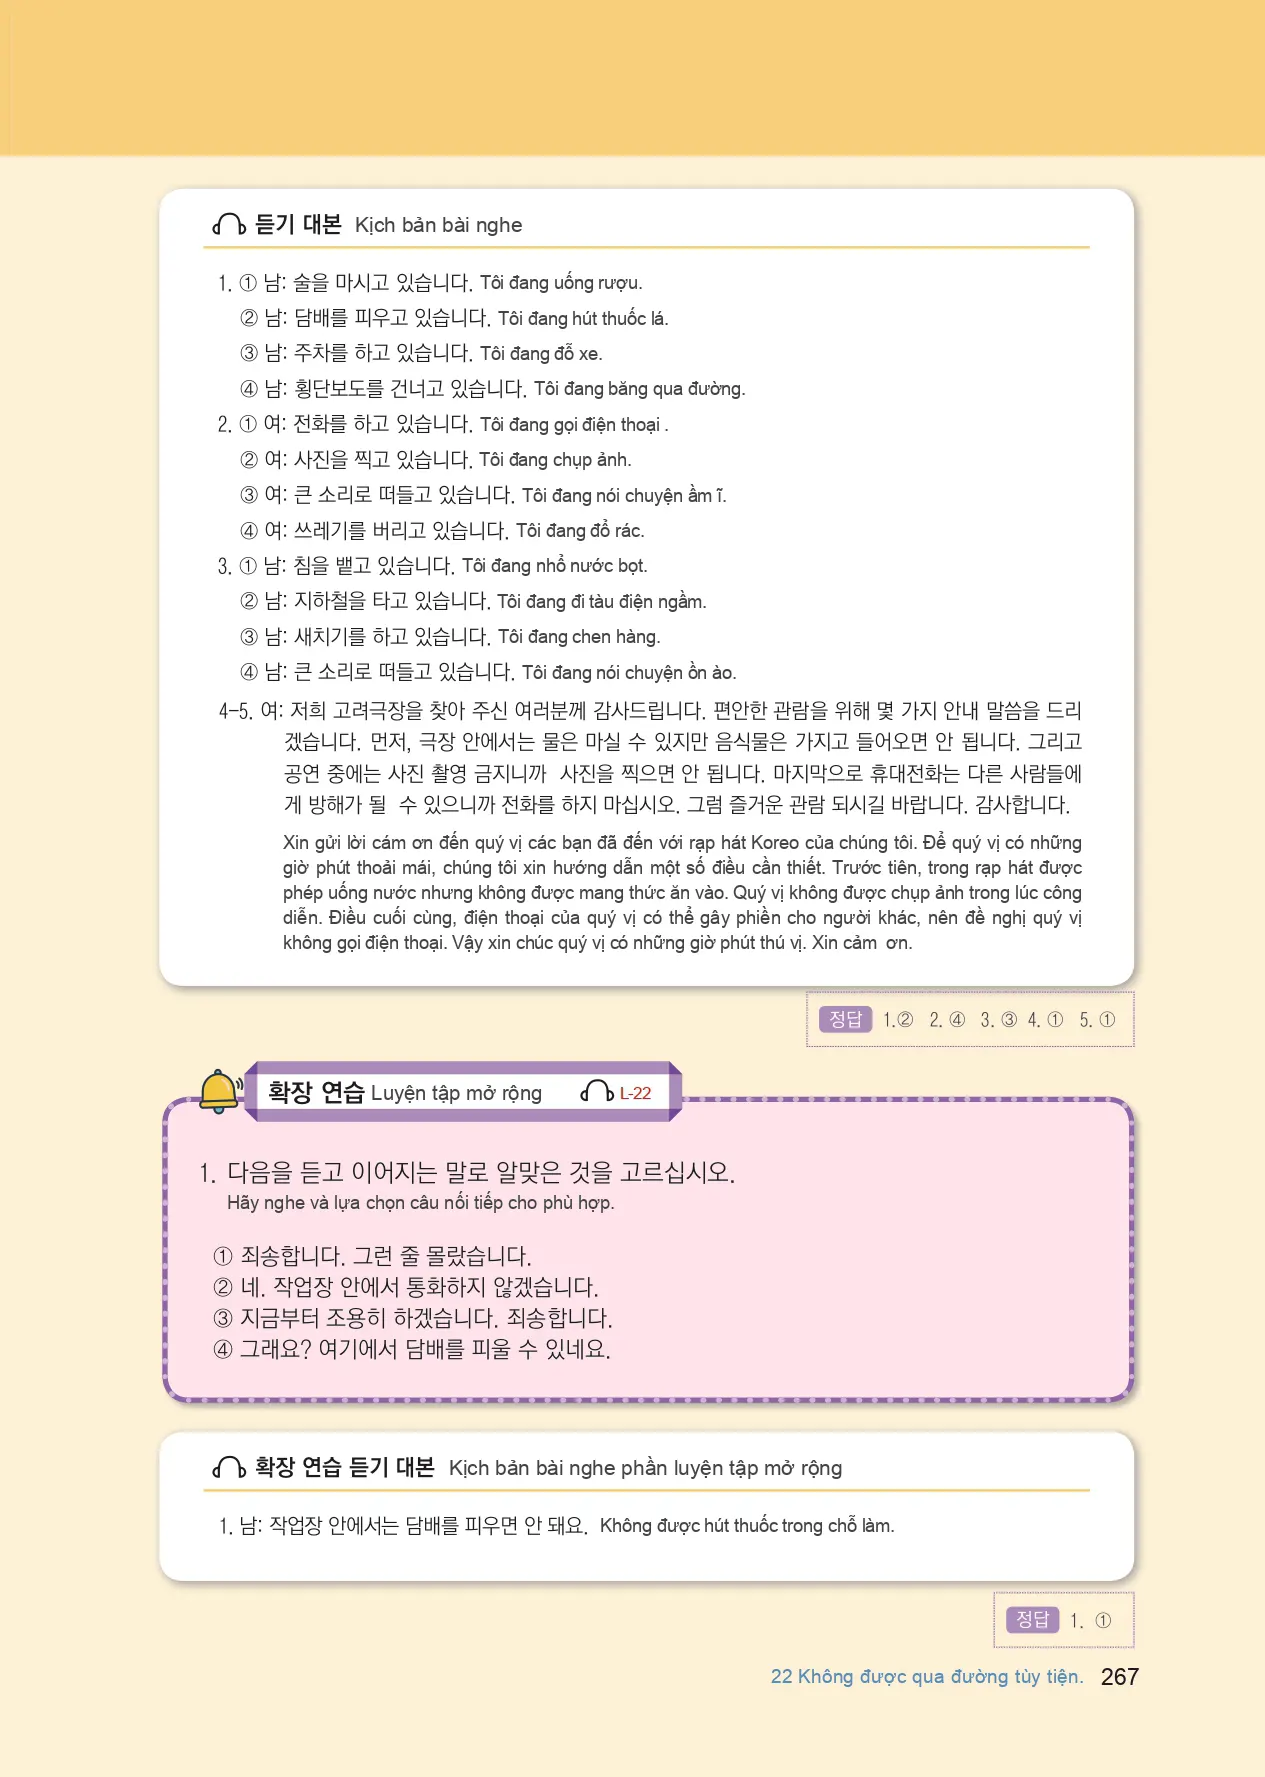 듣기 대본 Kịch bản bài nghe
1. ① 남: 술을 마시고 있습니다. Tôi đang uống rượu.
② 남: 담배를 피우고 있습니다. Tôi đang hút thuốc lá.
③ 남: 주차를 하고 있습니다. Tôi đang đỗ xe.
④ 남: 횡단보도를 건너고 있습니다. Tôi đang băng qua đường.
2. ① 여: 전화를 하고 있습니다. Tôi đang gọi điện thoại .
② 여: 사진을 찍고 있습니다. Tôi đang chụp ảnh.
③ 여: 큰 소리로 떠들고 있습니다. Tôi đang nói chuyện ầm ĩ.
④ 여: 쓰레기를 버리고 있습니다. Tôi đang đổ rác.
3. ① 남: 침을 뱉고 있습니다. Tôi đang nhổ nước bọt.
② 남: 지하철을 타고 있습니다. Tôi đang đi tàu điện ngầm.
③ 남: 새치기를 하고 있습니다. Tôi đang chen hàng.
④ 남: 큰 소리로 떠들고 있습니다. Tôi đang nói chuyện ồn ào.
4-5. 여: 저희 고려극장을 찾아 주신 여러분께 감사드립니다. 편안한 관람을 위해 몇 가지 안내 말씀을 드리
겠습니다. 먼저, 극장 안에서는 물은 마실 수 있지만 음식물은 가지고 들어오면 안 됩니다. 그리고
공연 중에는 사진 촬영 금지니까 사진을 찍으면 안 됩니다. 마지막으로 휴대전화는 다른 사람들에
게 방해가 될 수 있으니까 전화를 하지 마십시오. 그럼 즐거운 관람 되시길 바랍니다. 감사합니다.
Xin gửi lời cám ơn đến quý vị các bạn đã đến với rạp hát Koreo của chúng tôi. Để quý vị có những
giờ phút thoải mái, chúng tôi xin hướng dẫn một số điều cần thiết. Trước tiên, trong rạp hát được
phép uống nước nhưng không được mang thức ăn vào. Quý vị không được chụp ảnh trong lúc công
diễn. Điều cuối cùng, điện thoại của quý vị có thể gây phiền cho người khác, nên đề nghị quý vị
không gọi điện thoại. Vậy xin chúc quý vị có những giờ phút thú vị. Xin cảm ơn.
정답 1.② 2. ④ 3. ③ 4. ① 5. ①
확장 연습 Luyện tập mở rộng L-22
1. 다음을 듣고 이어지는 말로 알맞은 것을 고르십시오.
Hãy nghe và lựa chọn câu nối tiếp cho phù hợp.
① 죄송합니다. 그런 줄 몰랐습니다.
② 네. 작업장 안에서 통화하지 않겠습니다.
③ 지금부터 조용히 하겠습니다. 죄송합니다.
④ 그래요? 여기에서 담배를 피울 수 있네요.
확장 연습 듣기 대본 Kịch bản bài nghe phần luyện tập mở rộng
1. 남: 작업장 안에서는 담배를 피우면 안 돼요. Không được hút thuốc trong chỗ làm.
정답 1. ①
22 Không được qua đường tùy tiện. 267